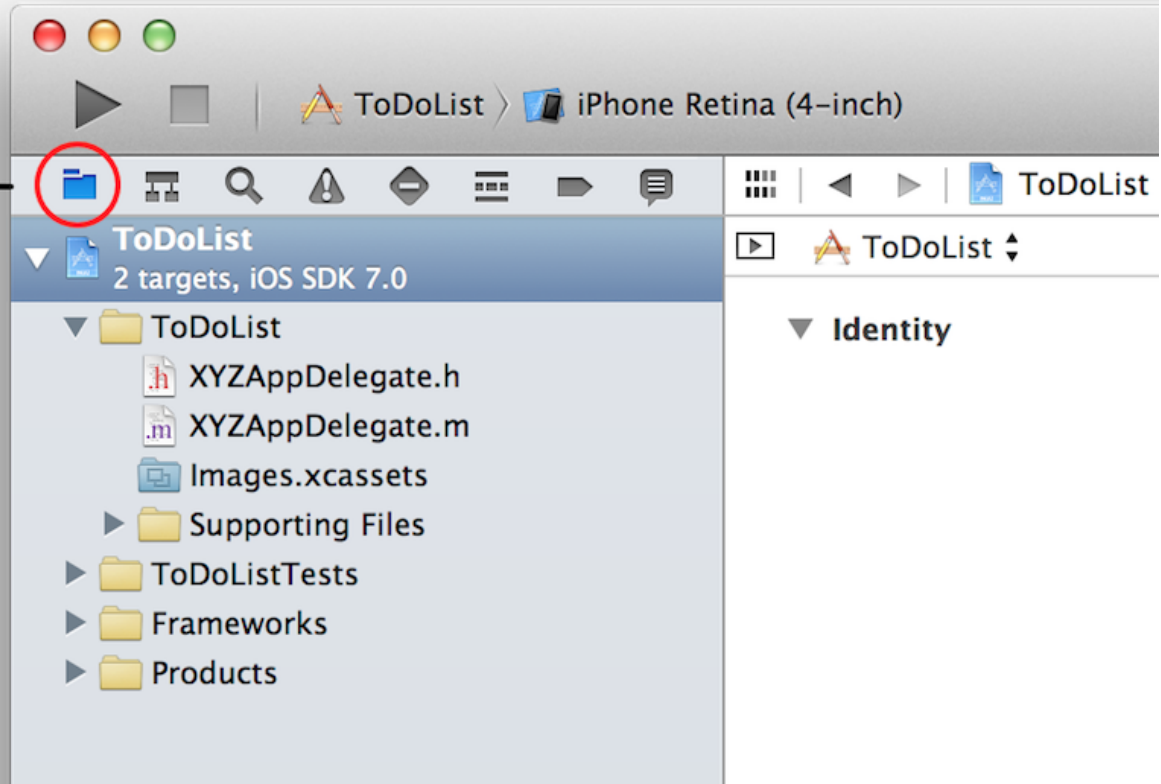 ToDoList iPhone Retina (4-inch)
ToDoList
ToDoList
2 targets, iOS SDK 7.0
ToDoList
XYZAppDelegate.h
XYZAppDelegate.m
Images.xcassets
Supporting Files
ToDoListTests
Frameworks
Products
ToDoList
Identity